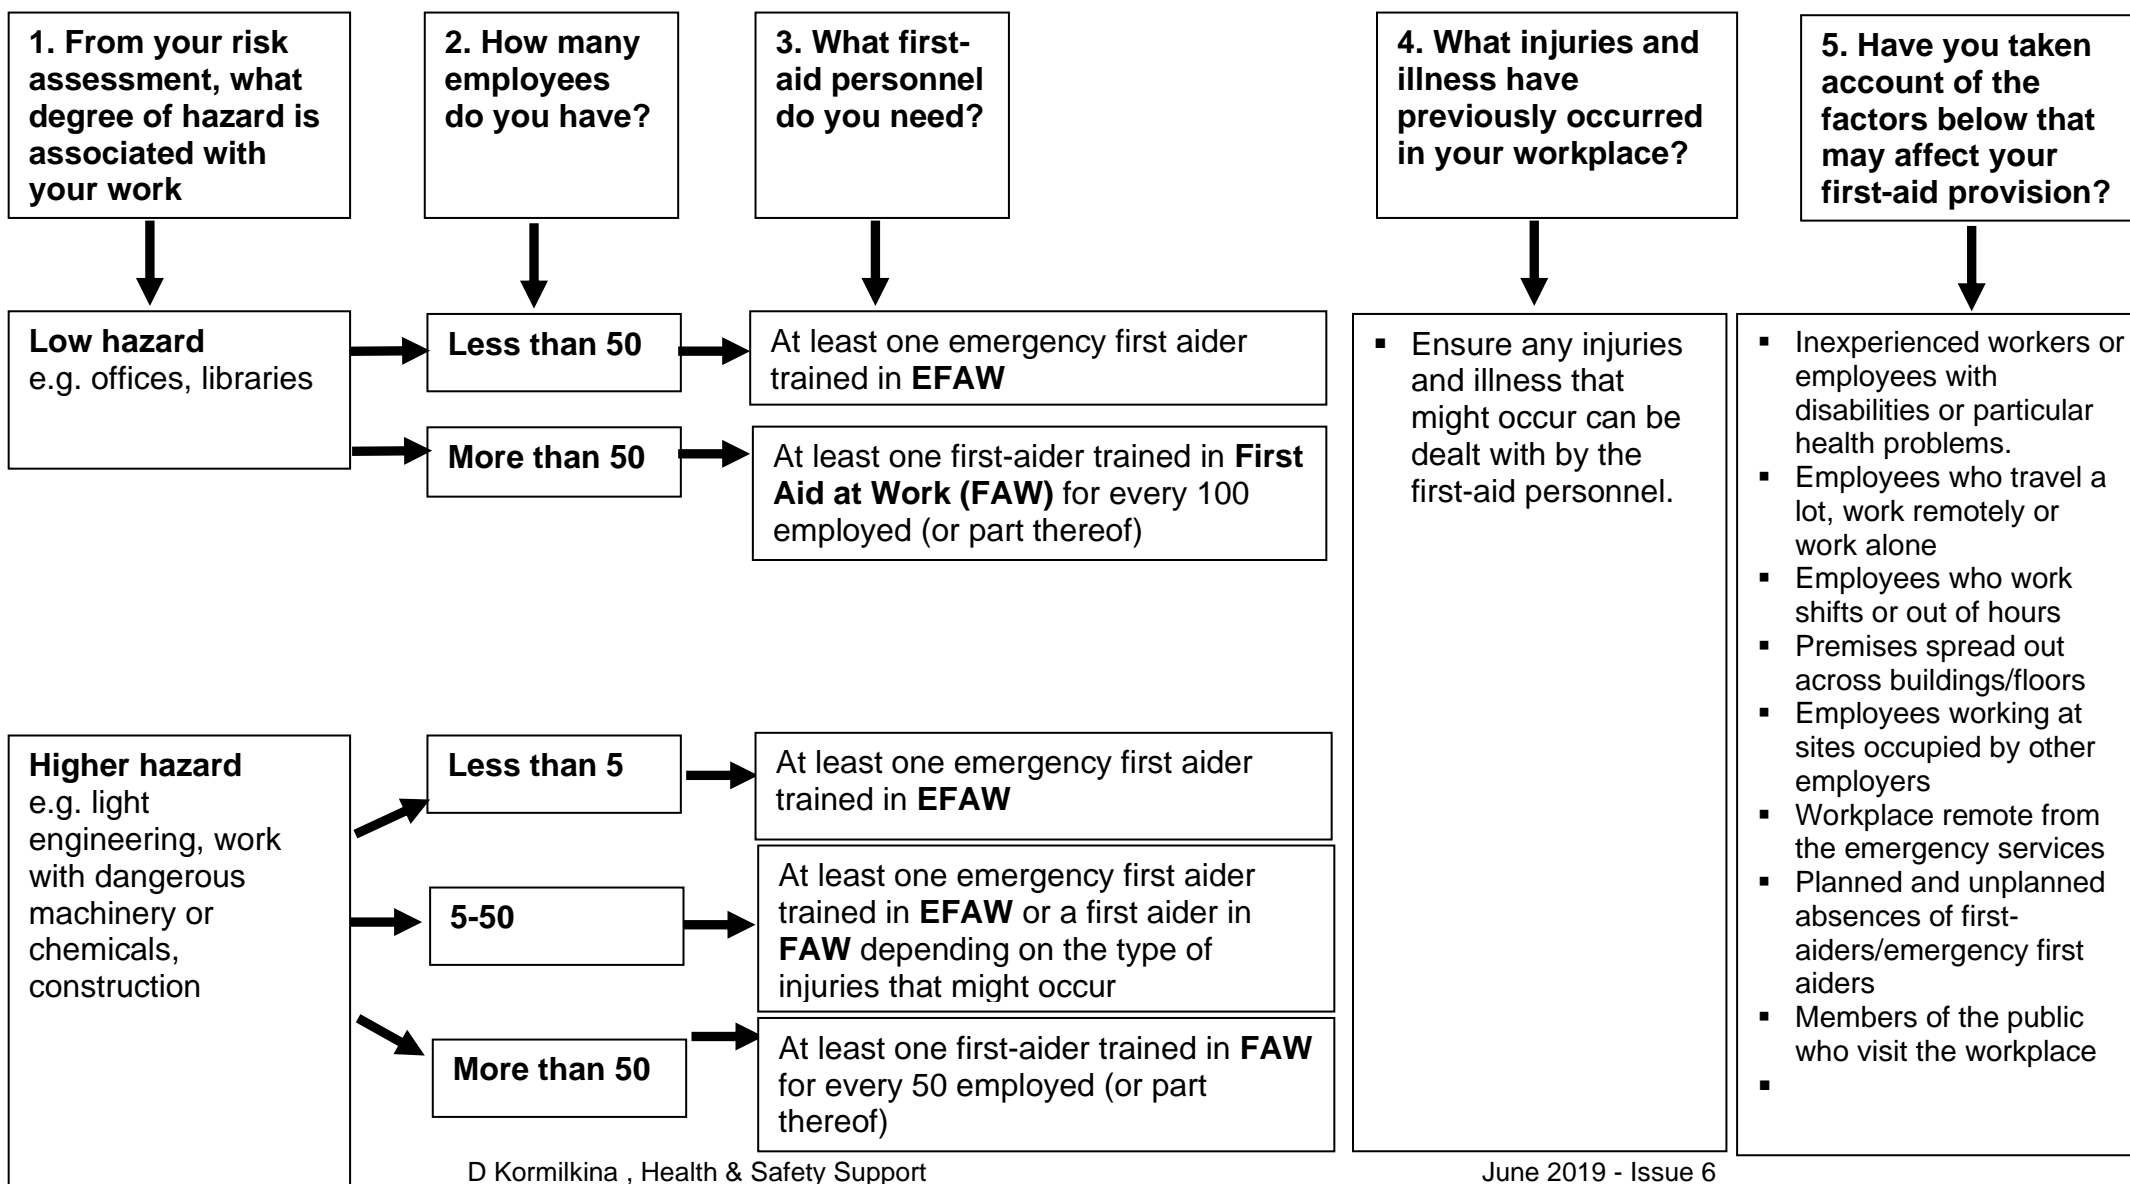 1. From your risk
assessment, what
degree of hazard is
associated with
your work
2. How many
employees
do you have?
3. What first-
aid personnel
do you need?
4. What injuries and
illness have
previously occurred
in your workplace?
5. Have you taken
account of the
factors below that
may affect your
first-aid provision?
Low hazard
e.g. offices, libraries
Less than 50
At least one emergency first aider
trained in EFAW
More than 50
At least one first-aider trained in First
Aid at Work (FAW) for every 100
employed (or part thereof)
Higher hazard
e.g. light
engineering, work
with dangerous
machinery or
chemicals,
construction
Less than 5
At least one emergency first aider
trained in EFAW
5-50
At least one emergency first aider
trained in EFAW or a first aider in
FAW depending on the type of
injuries that might occur
More than 50
At least one first-aider trained in FAW
for every 50 employed (or part
thereof)
▪ Ensure any injuries
and illness that
might occur can be
dealt with by the
first-aid personnel.
▪ Inexperienced workers or
employees with
disabilities or particular
health problems.
▪ Employees who travel a
lot, work remotely or
work alone
▪ Employees who work
shifts or out of hours
▪ Premises spread out
across buildings/floors
▪ Employees working at
sites occupied by other
employers
▪ Workplace remote from
the emergency services
▪ Planned and unplanned
absences of first-
aiders/emergency first
aiders
▪ Members of the public
who visit the workplace
▪
D Kormilkina , Health & Safety Support
June 2019 - Issue 6